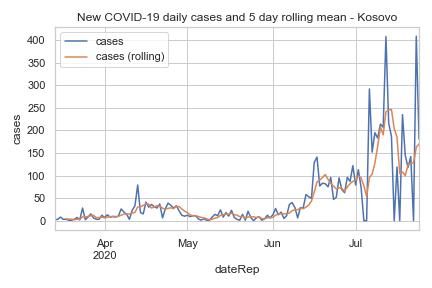 New COVID-19 daily cases and 5 day rolling mean - Kosovo
cases
cases (rolling)
400
350
300
250
200
150
100
50
0
cases
Apr
2020
May
Jun
Jul
dateRep